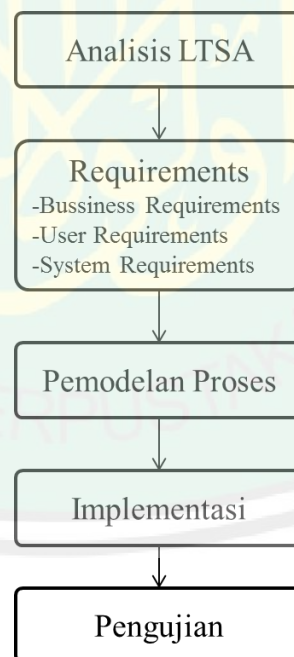 Analisis LTSA
Requirements
-Bussiness Requirements
-User Requirements
-System Requirements
Pemodelan Proses
Implementasi
Pengujian